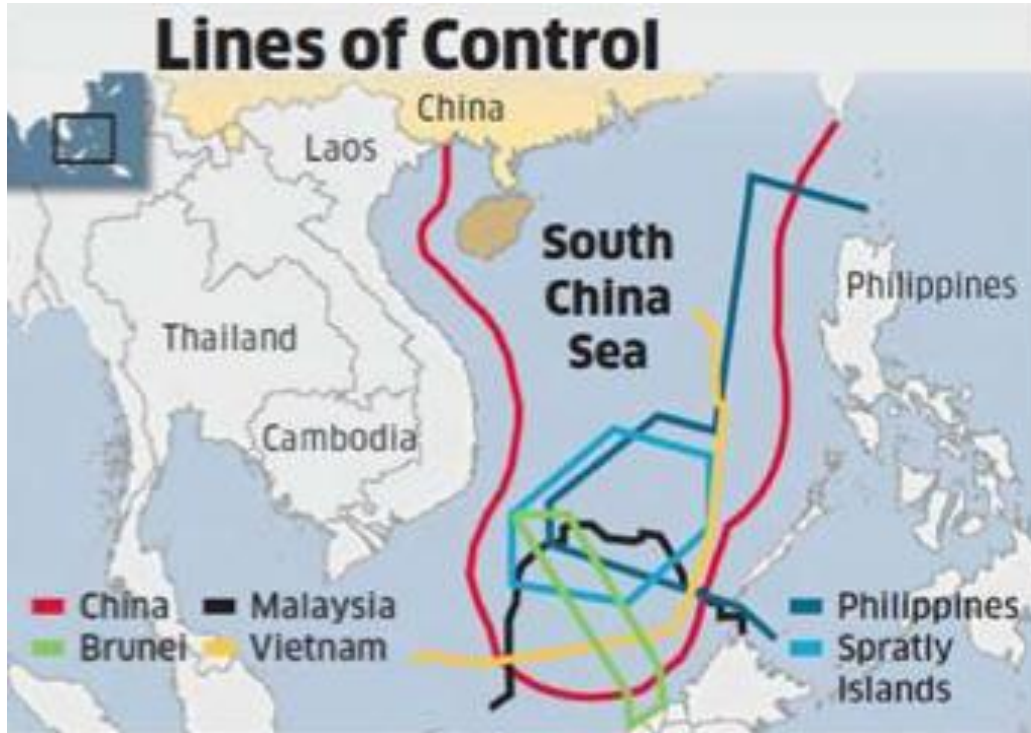 Lines of Control
China
Laos
South
China
Sea
Philippines
Thailand
Cambodia
China
Malaysia
Philippines
Brunei
Vietnam
Spratly
Islands